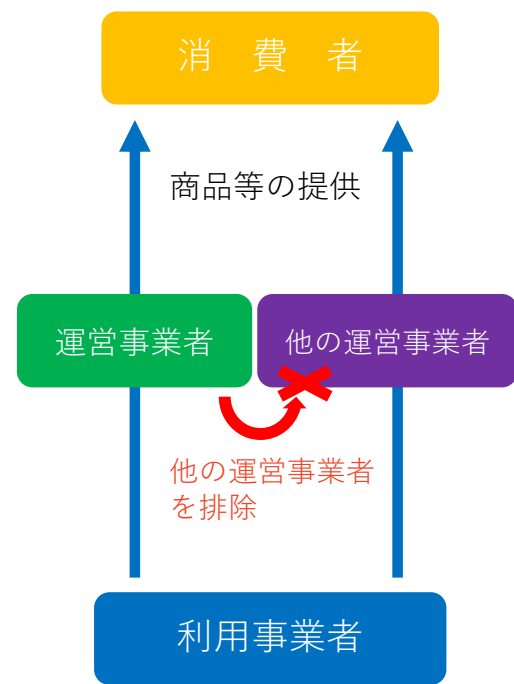 消　費　者
商品等の提供
運営事業者
他の運営事業者
他の運営事業者
を排除
利用事業者